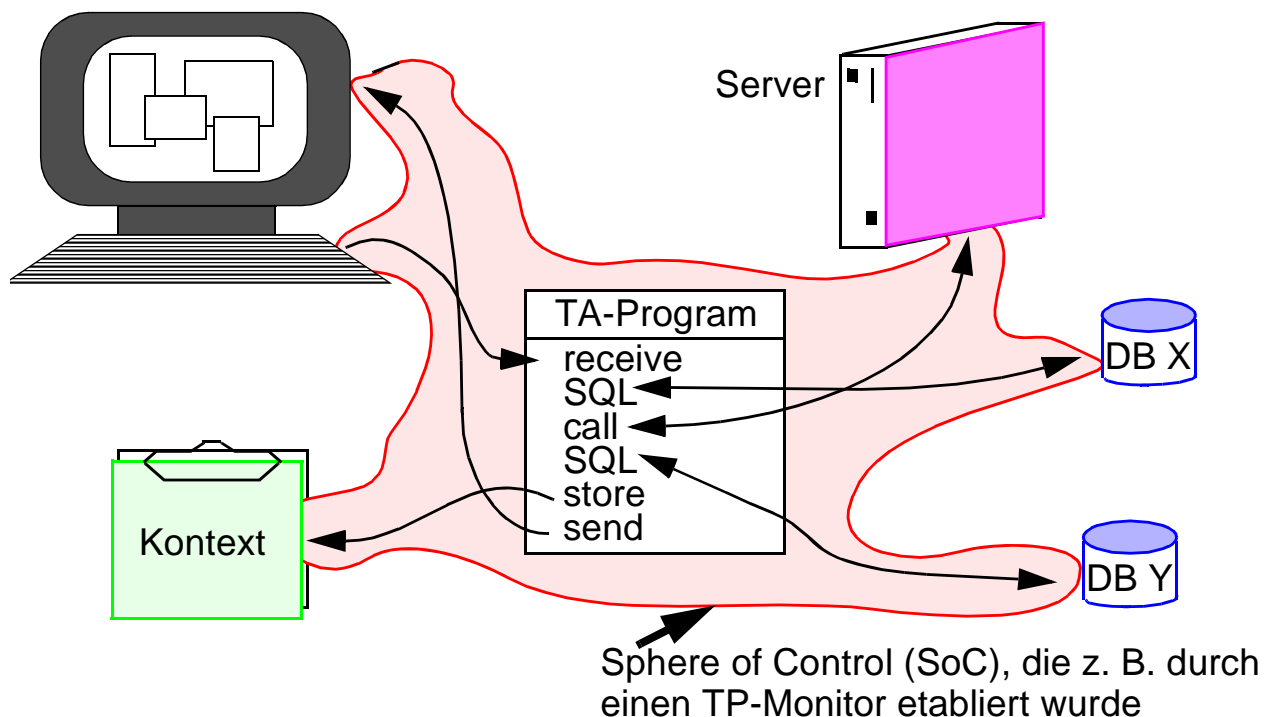 Server
TA-Program
receive
SQL
call
SQL
store
send
DB X
Kontext
DB Y
Sphere of Control (SoC), die z. B. durch
einen TP-Monitor etabliert wurde